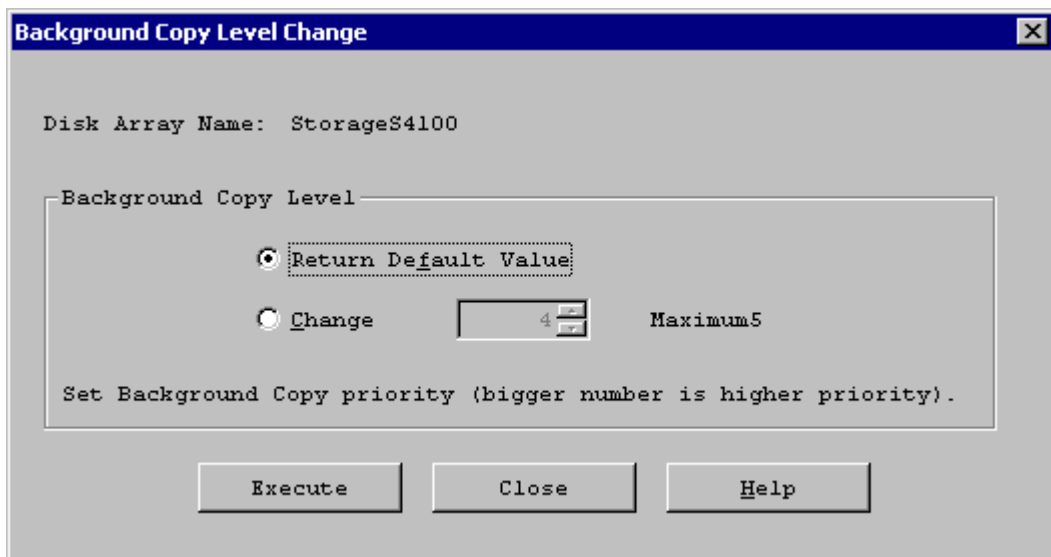 Background Copy Level Change
Disk Array Name: StorageS4100
Background Copy Level
Return Default Value
Change 4 Maximum5
Set Background Copy priority (bigger number is higher priority).
Execute Close Help